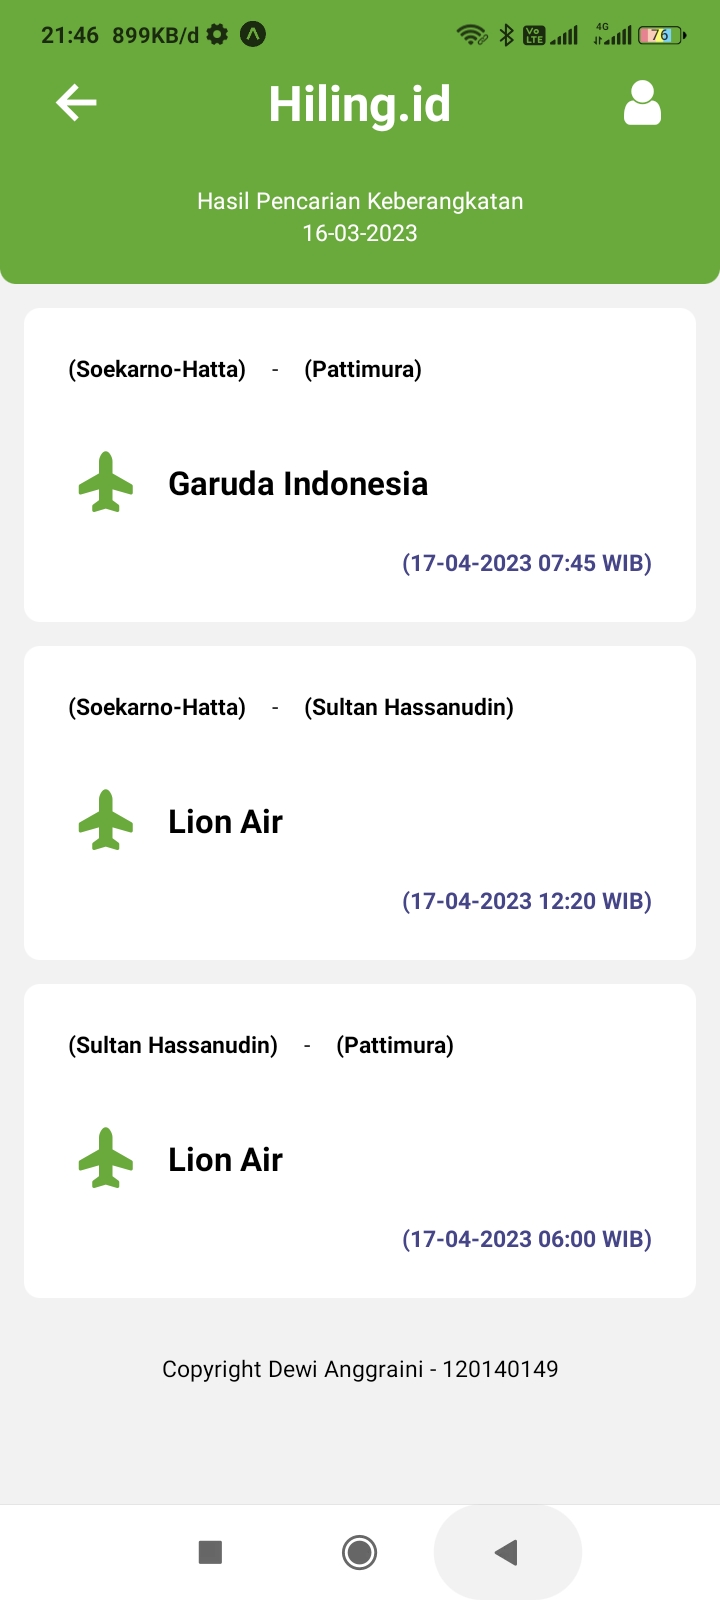 21:46 899KB/d
Vo LTE 4G 76
Hiling.id
Hasil Pencarian Keberangkatan
16-03-2023
(Soekarno-Hatta) - (Pattimura)
Garuda Indonesia
(17-04-2023 07:45 WIB)
(Soekarno-Hatta) - (Sultan Hassanudin)
Lion Air
(17-04-2023 12:20 WIB)
(Sultan Hassanudin) - (Pattimura)
Lion Air
(17-04-2023 06:00 WIB)
Copyright Dewi Anggraini - 120140149